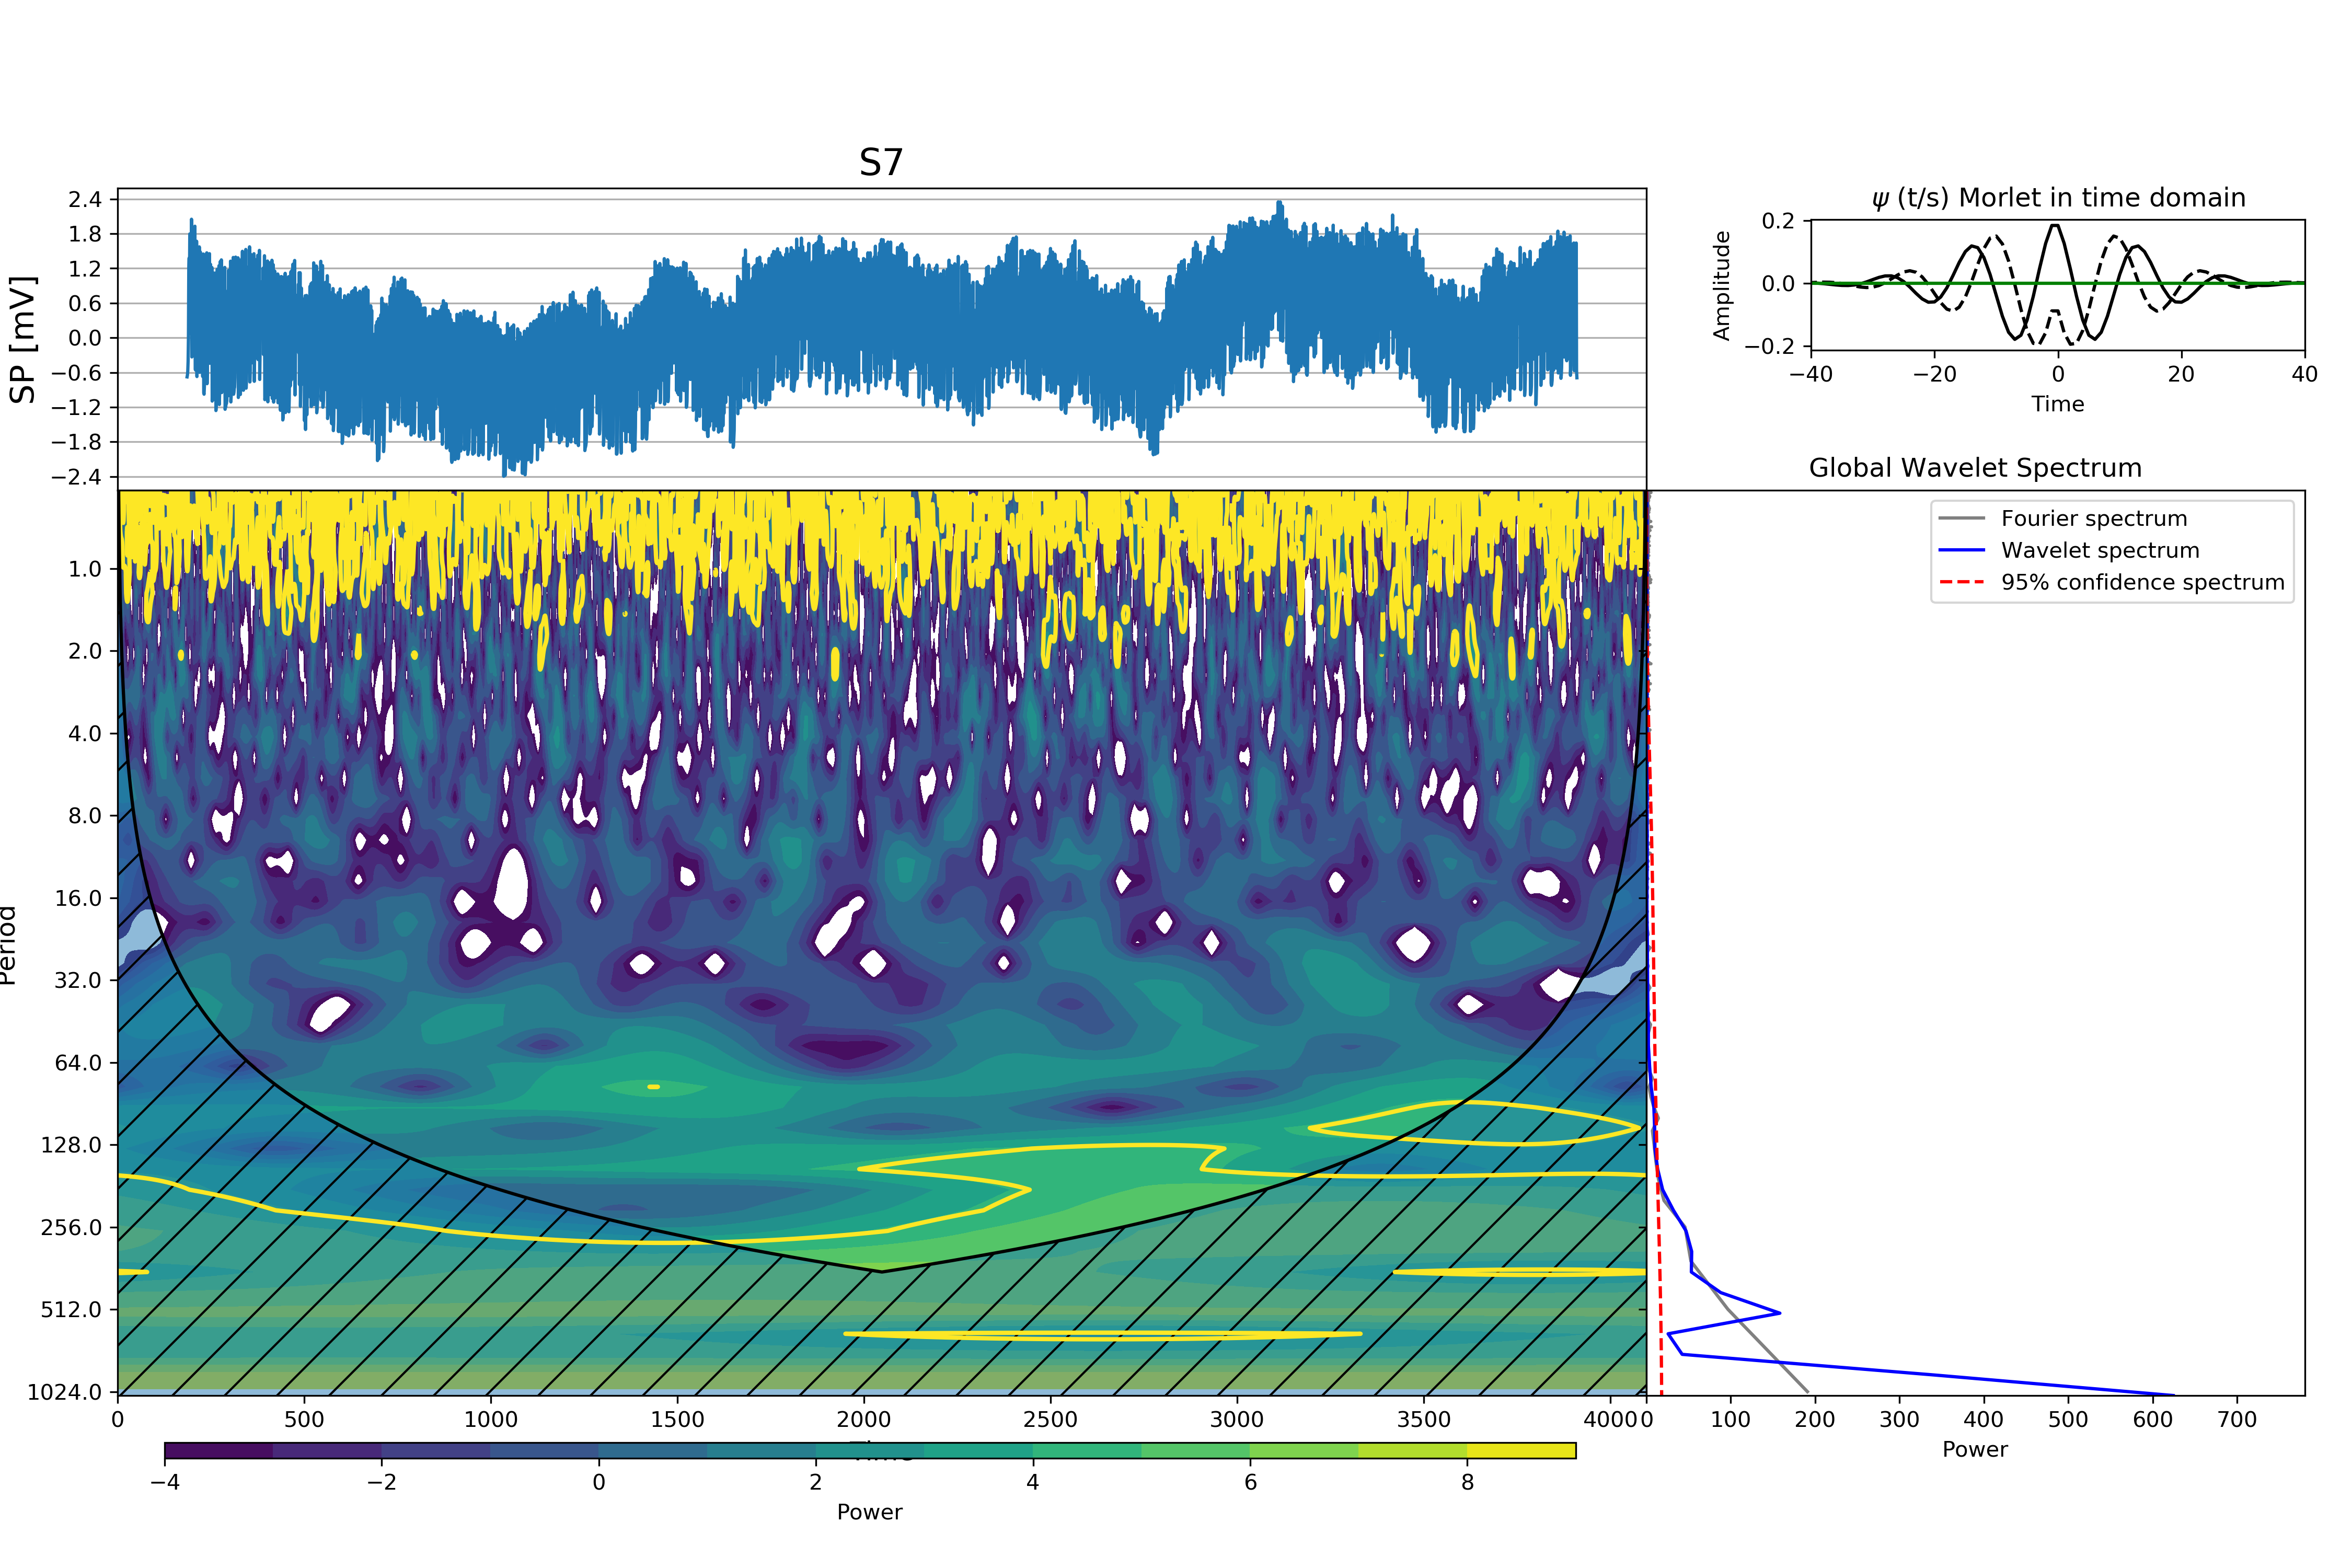 S7
SP [mV]
2.4
1.8
1.2
0.6
0.0
−0.6
−1.2
−1.8
−2.4
ψ (t/s) Morlet in time domain
Amplitude
0.2
0.0
−0.2
−40 −20 0 20 40
Time
Global Wavelet Spectrum
Fourier spectrum
Wavelet spectrum
95% confidence spectrum
Period
1.0
2.0
4.0
8.0
16.0
32.0
64.0
128.0
256.0
512.0
1024.0
0 500 1000 1500 2000 2500 3000 3500 4000
0 100 200 300 400 500 600 700
Power
−4 −2 0 2 4 6 8
Power